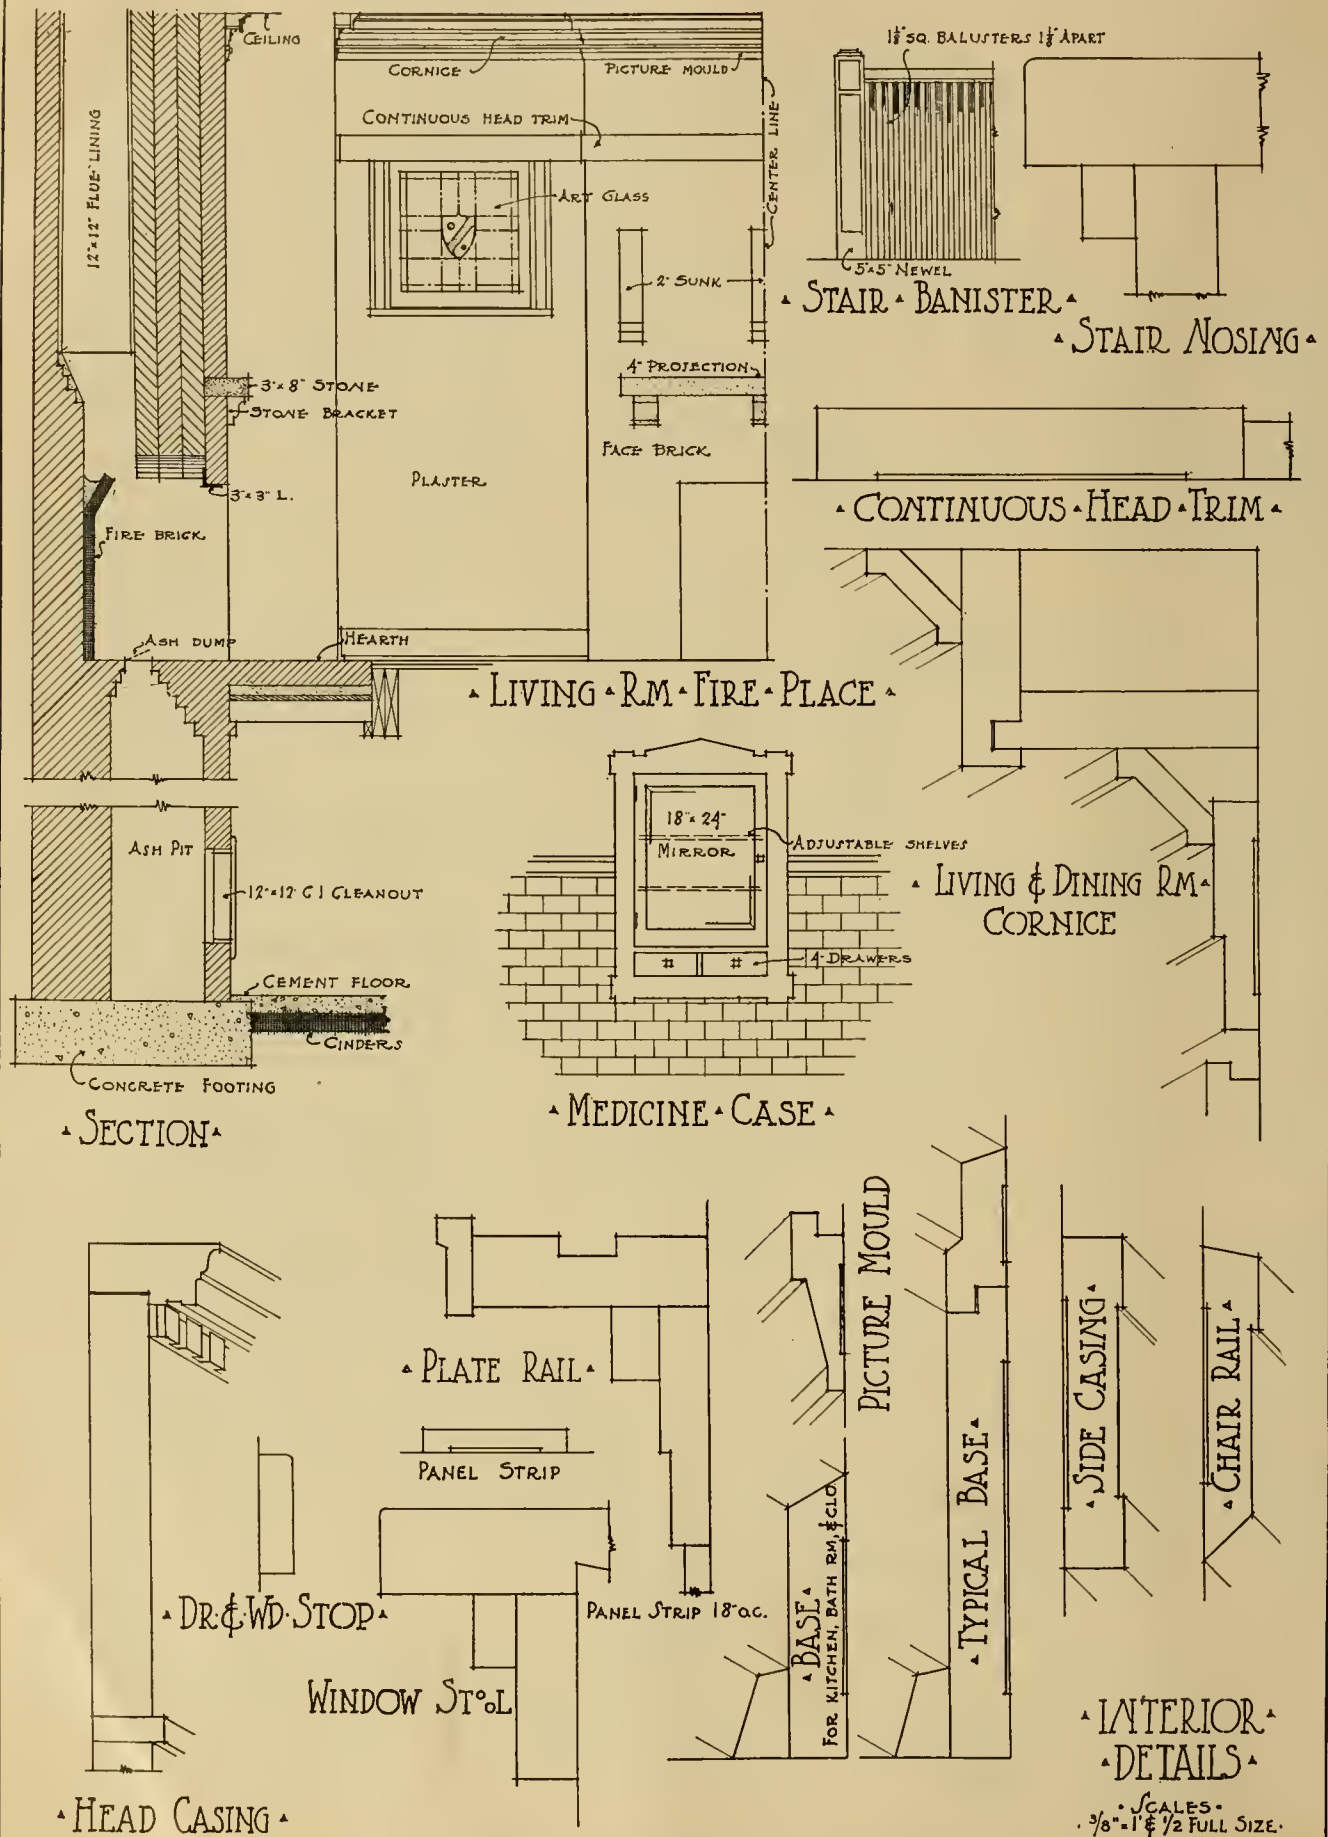 CEILING
CORNICE
PICTURE MOULD
CONTINUOUS HEAD TRIM
CENTER LINE
12"x12" FLUE LINING
ART GLASS
2" SUNK
4" PROJECTION
3"x8" STONE
STONE BRACKET
FACE BRICK
PLASTER
3"x3" L.
FIRE BRICK
ASH DUMP
HEARTH
LIVING RM FIRE PLACE
ASH PIT
12"x12" C I CLEANOUT
CEMENT FLOOR
CINDERS
CONCRETE FOOTING
SECTION
1⅛" SQ. BALUSTERS 1⅛" APART
5"x5" NEWEL
STAIR BANISTER
STAIR NOSING
CONTINUOUS HEAD TRIM
18"x24"
MIRROR
ADJUSTABLE SHELVES
4" DRAWERS
MEDICINE CASE
LIVING & DINING RM
CORNICE
HEAD CASING
DR. & WD. STOP
PLATE RAIL
PANEL STRIP
PANEL STRIP 18" O.C.
WINDOW STOOL
PICTURE MOULD
BASE
FOR KITCHEN, BATH RM, & CLO.
TYPICAL BASE
SIDE CASING
CHAIR RAIL
INTERIOR
DETAILS
SCALES
3/8"=1' & 1/2 FULL SIZE